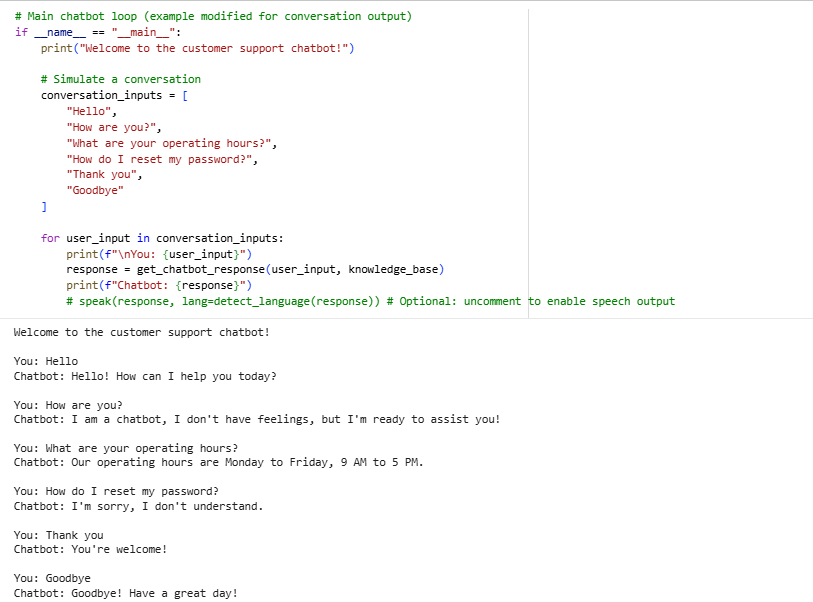 # Main chatbot loop (example modified for conversation output)
if __name__ == "__main__":
    print("Welcome to the customer support chatbot!")

    # Simulate a conversation
    conversation_inputs = [
        "Hello",
        "How are you?",
        "What are your operating hours?",
        "How do I reset my password?",
        "Thank you",
        "Goodbye"
    ]

    for user_input in conversation_inputs:
        print(f"\nYou: {user_input}")
        response = get_chatbot_response(user_input, knowledge_base)
        print(f"Chatbot: {response}")
        # speak(response, lang=detect_language(response)) # Optional: uncomment to enable speech output

Welcome to the customer support chatbot!

You: Hello
Chatbot: Hello! How can I help you today?

You: How are you?
Chatbot: I am a chatbot, I don't have feelings, but I'm ready to assist you!

You: What are your operating hours?
Chatbot: Our operating hours are Monday to Friday, 9 AM to 5 PM.

You: How do I reset my password?
Chatbot: I'm sorry, I don't understand.

You: Thank you
Chatbot: You're welcome!

You: Goodbye
Chatbot: Goodbye! Have a great day!